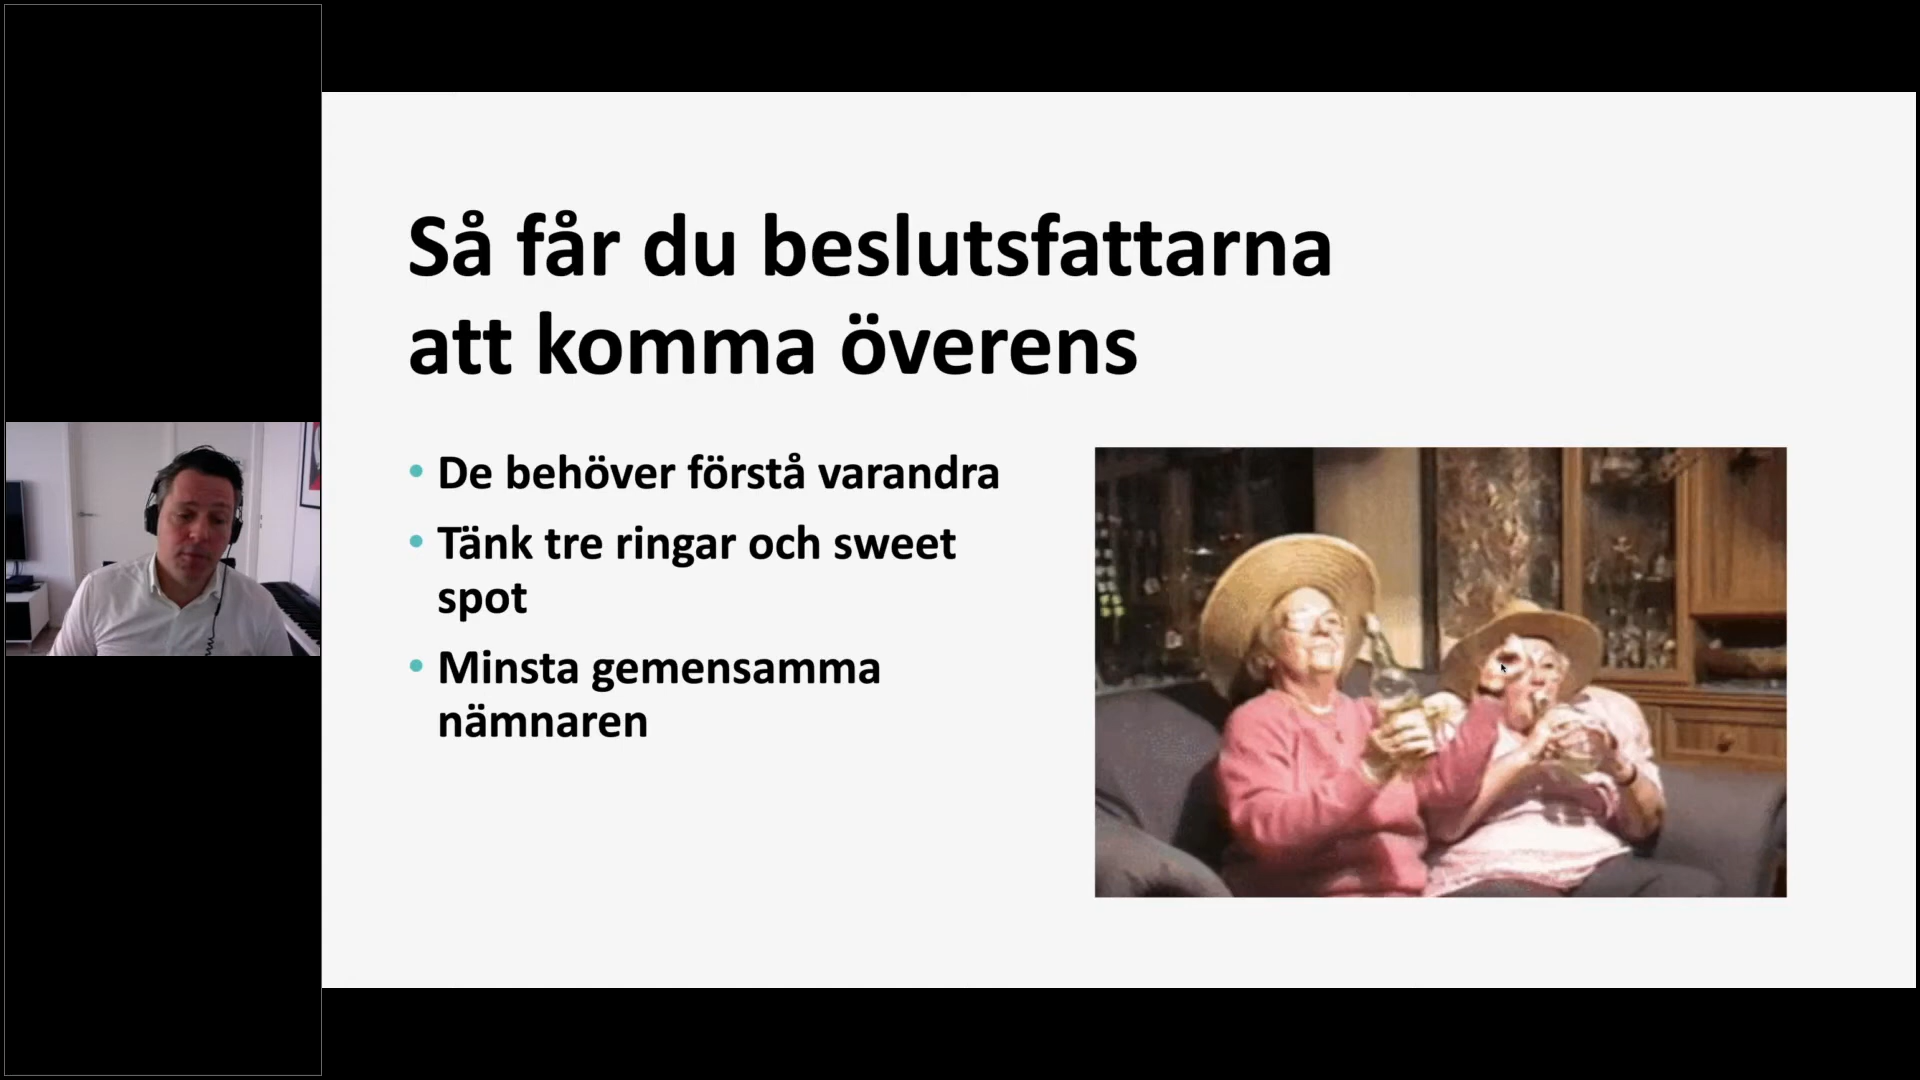 Så får du beslutsfattarna
att komma överens
• De behöver förstå varandra
• Tänk tre ringar och sweet
spot
• Minsta gemensamma
nämnaren